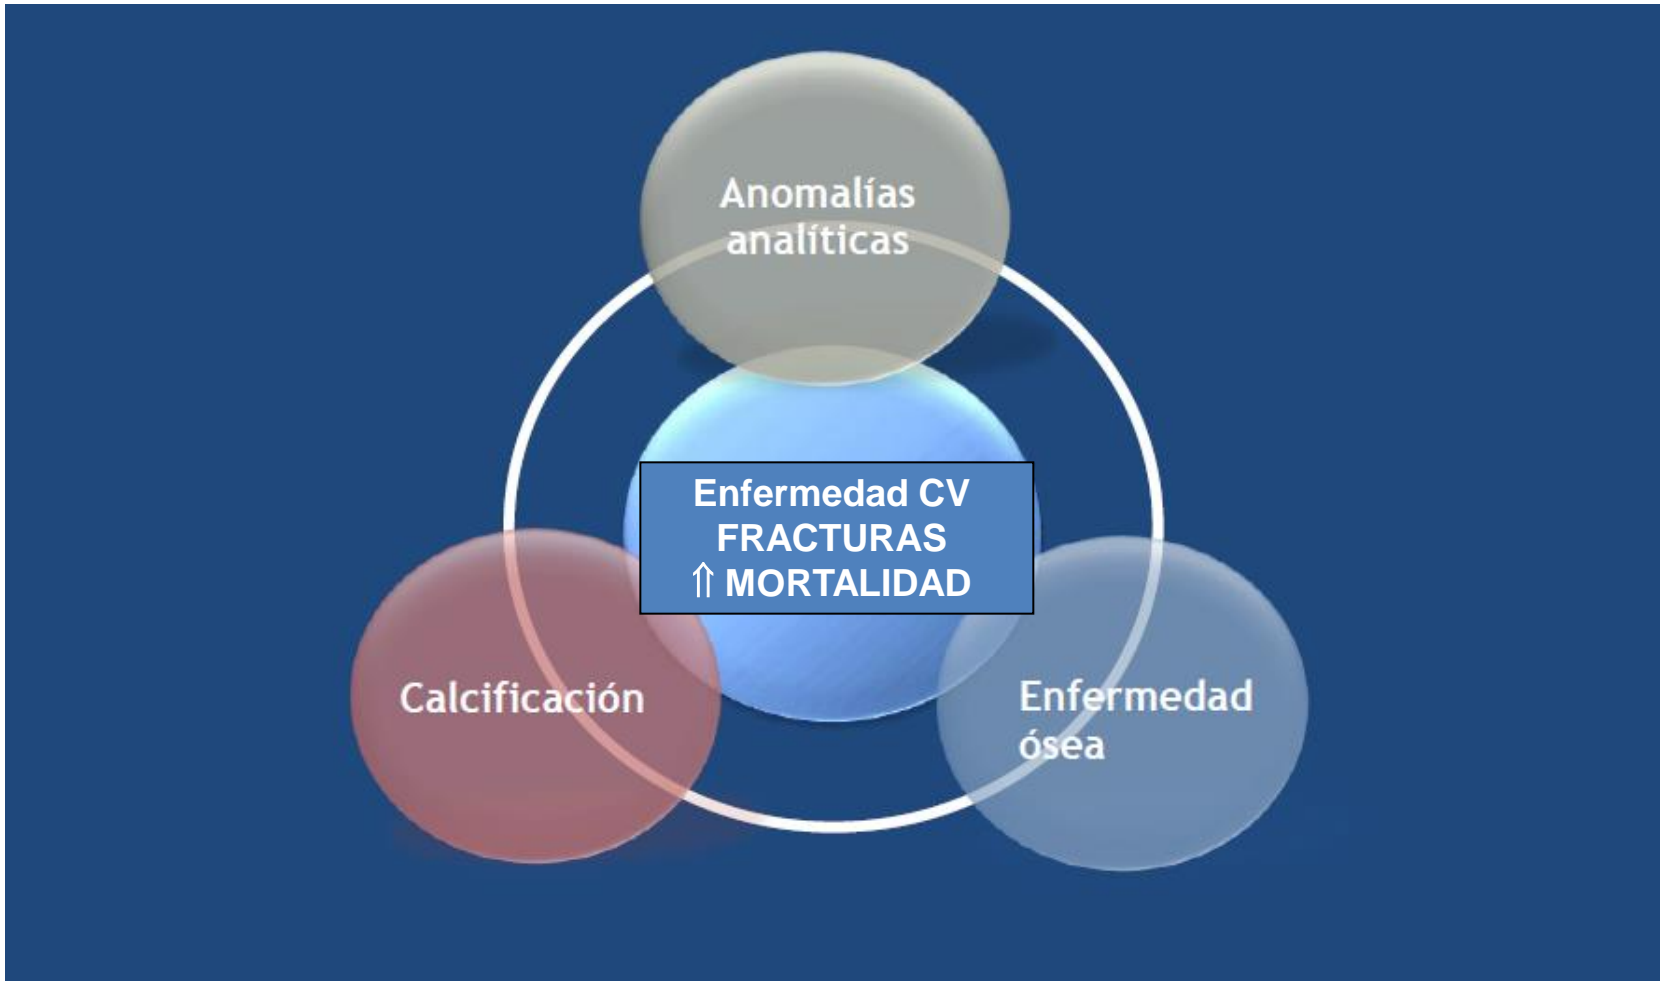 Anomalías
analíticas
Enfermedad CV
FRACTURAS
⇑ MORTALIDAD
Calcificación
Enfermedad
ósea